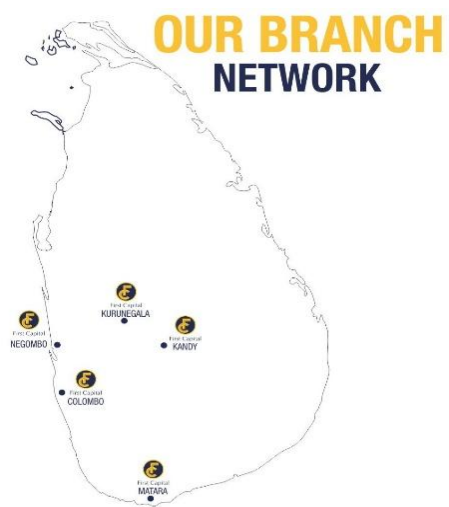 OUR BRANCH
NETWORK
First Capital
KURUNEGALA
First Capital
NEGOMBO
First Capital
KANDY
First Capital
COLOMBO
First Capital
MATARA